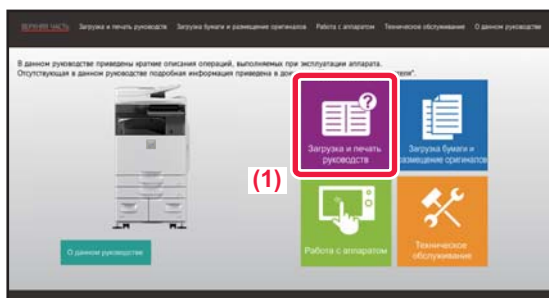 ВЕРХНЯЯ ЧАСТЬ Загрузка и печать руководств Загрузка бумаги и размещение оригиналов Работа с аппаратом Техническое обслуживание О данном руководстве
В данном руководстве приведены краткие описания операций, выполняемых при эксплуатации аппарата.
Отсутствующая в данном руководстве подробная информация приведена в
Загрузка и печать
руководств
Загрузка бумаги и
размещение оригиналов
(1)
О данном руководстве
Работа с аппаратом
Техническое
обслуживание